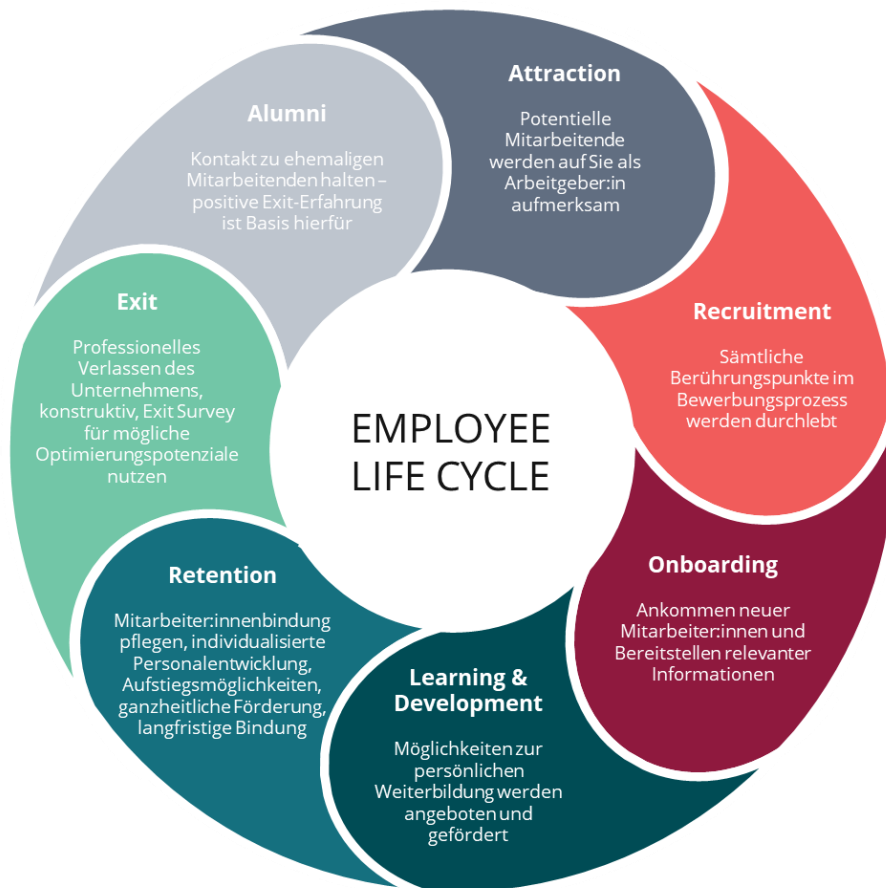 EMPLOYEE
LIFE CYCLE
Attraction
Potentielle
Mitarbeitende
werden auf Sie als
Arbeitgeber:in
aufmerksam
Recruitment
Sämtliche
Berührungspunkte im
Bewerbungsprozess
werden durchlebt
Onboarding
Ankommen neuer
Mitarbeiter:innen und
Bereitstellen relevanter
Informationen
Learning &
Development
Möglichkeiten zur
persönlichen
Weiterbildung werden
angeboten und
gefördert
Retention
Mitarbeiter:innenbindung
pflegen, individualisierte
Personalentwicklung,
Aufstiegsmöglichkeiten,
ganzheitliche Förderung,
langfristige Bindung
Exit
Professionelles
Verlassen des
Unternehmens,
konstruktiv, Exit Survey
für mögliche
Optimierungspotenziale
nutzen
Alumni
Kontakt zu ehemaligen
Mitarbeitenden halten –
positive Exit-Erfahrung
ist Basis hierfür